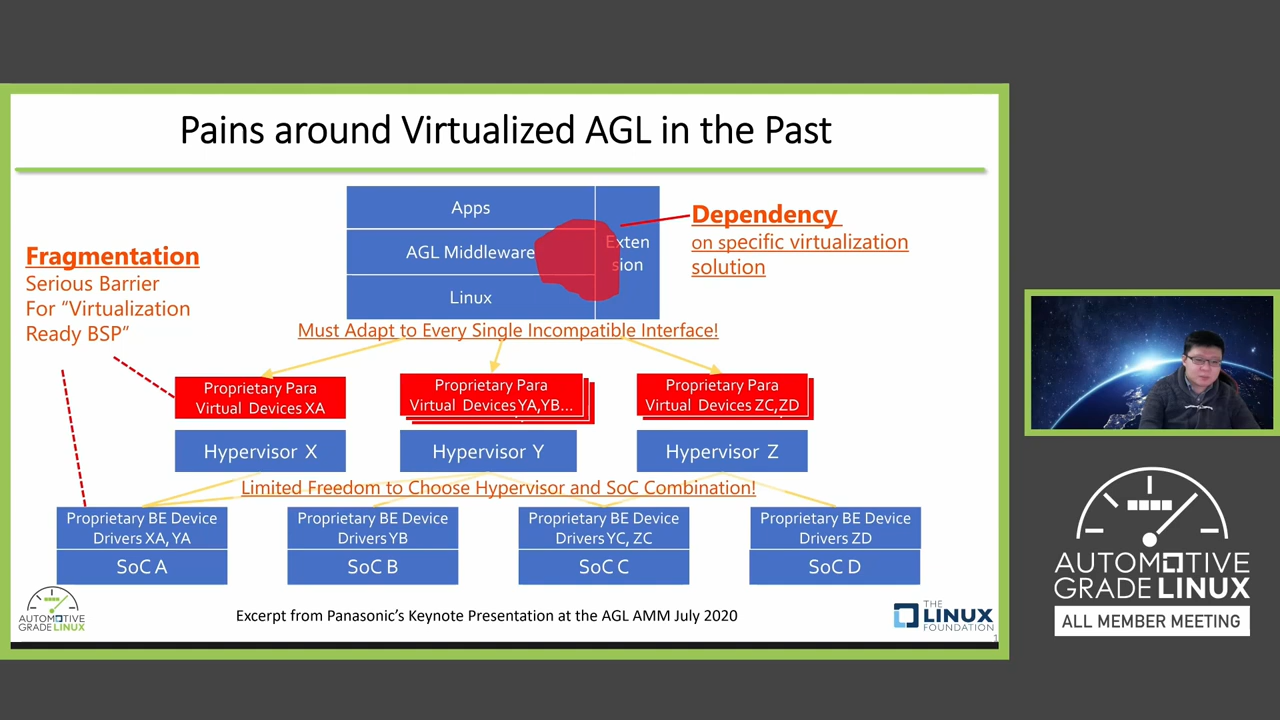 Pains around Virtualized AGL in the Past
Apps
AGL Middleware
Linux
Exten
sion
Dependency
on specific virtualization
solution
Fragmentation
Serious Barrier
For “Virtualization
Ready BSP”
Must Adapt to Every Single Incompatible Interface!
Proprietary Para
Virtual Devices XA
Proprietary Para
Virtual Devices YA,YB...
Proprietary Para
Virtual Devices ZC,ZD
Hypervisor X
Hypervisor Y
Hypervisor Z
Limited Freedom to Choose Hypervisor and SoC Combination!
Proprietary BE Device
Drivers XA, YA
SoC A
Proprietary BE Device
Drivers YB
SoC B
Proprietary BE Device
Drivers YC, ZC
SoC C
Proprietary BE Device
Drivers ZD
SoC D
AUTOMOTIVE
GRADE LINUX
Excerpt from Panasonic’s Keynote Presentation at the AGL AMM July 2020
THE
LINUX
FOUNDATION
1
AUTOMOTIVE
GRADE LINUX
ALL MEMBER MEETING